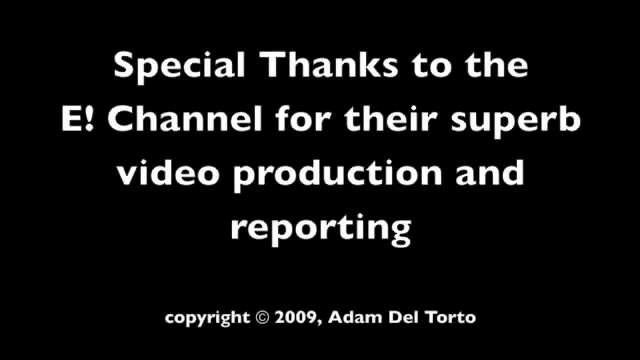 Special Thanks to the
E! Channel for their superb
video production and
reporting
copyright © 2009, Adam Del Torto